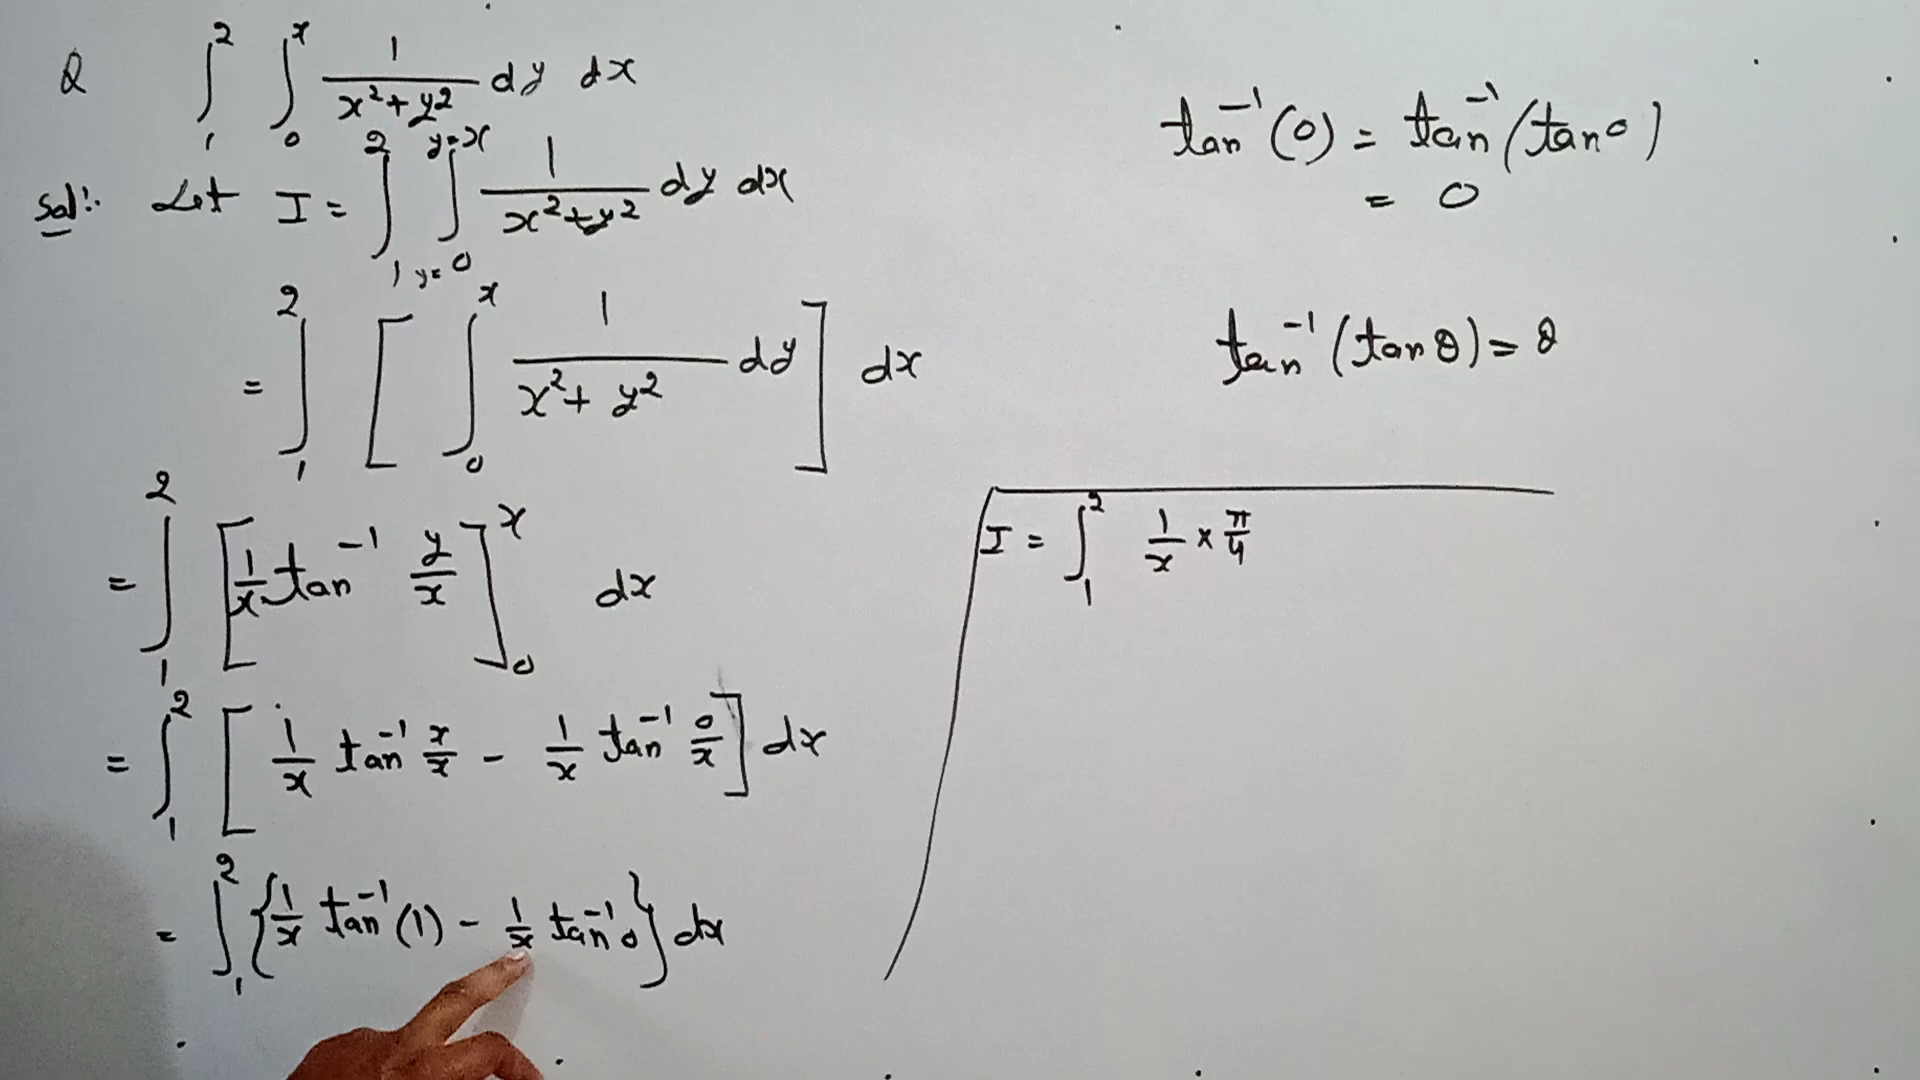 Q ∫₁² ∫₀ˣ 1/(x²+y²) dy dx
Sol:- Let I = ∫₁² ∫_{y=0}^{y=x} 1/(x²+y²) dy dx
= ∫₁² [ ∫₀ˣ 1/(x²+y²) dy ] dx
= ∫₁² [ 1/x tan⁻¹ y/x ]₀ˣ dx
= ∫₁² [ 1/x tan⁻¹ x/x - 1/x tan⁻¹ 0/x ] dx
= ∫₁² { 1/x tan⁻¹(1) - 1/x tan⁻¹ 0 } dx
tan⁻¹(0) = tan⁻¹(tan 0)
= 0
tan⁻¹(tan θ) = θ
I = ∫₁² 1/x × π/4